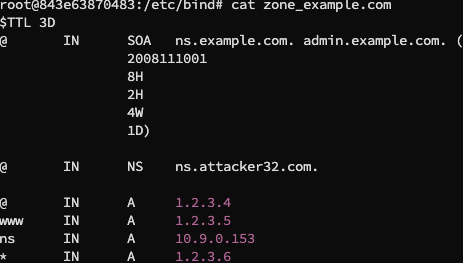 root@843e63870483:/etc/bind# cat zone_example.com
$TTL 3D
@ IN SOA ns.example.com. admin.example.com. (
2008111001
8H
2H
4W
1D)
@ IN NS ns.attacker32.com.
@ IN A 1.2.3.4
www IN A 1.2.3.5
ns IN A 10.9.0.153
* IN A 1.2.3.6